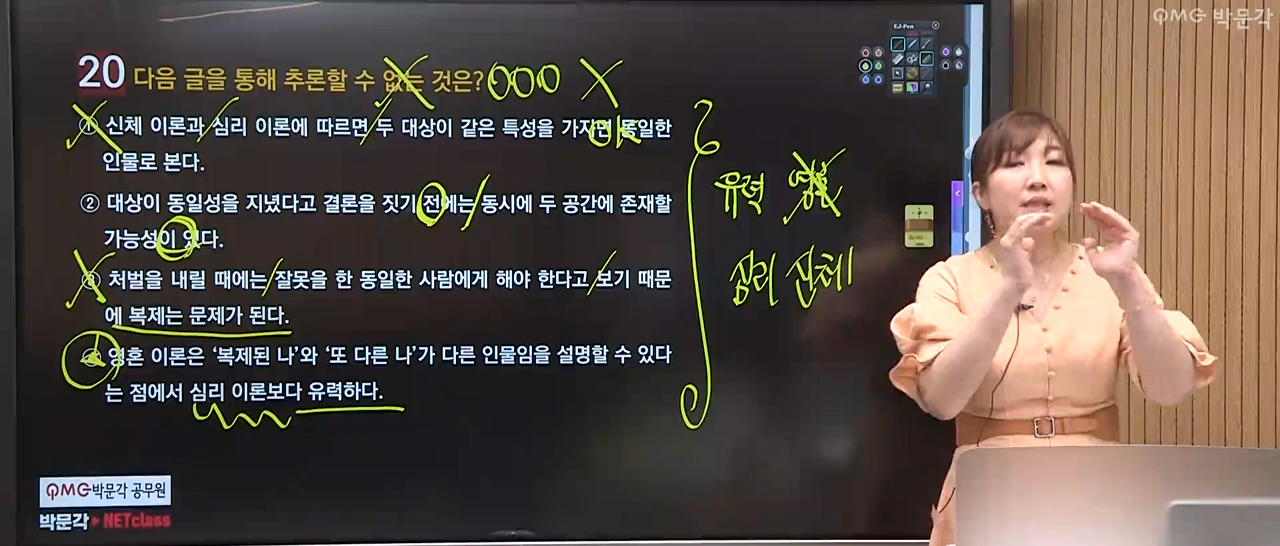 QMG 박문각
EJ-Pen
20 다음 글을 통해 추론할 수 없는 것은? OOO X
① 신체 이론과 심리 이론에 따르면 두 대상이 같은 특성을 가지면 동일한
OK
인물로 본다.
② 대상이 동일성을 지녔다고 결론을 짓기 전에는 동시에 두 공간에 존재할
가능성이 있다.
③ 처벌을 내릴 때에는 잘못을 한 동일한 사람에게 해야 한다고 보기 때문
에 복제는 문제가 된다.
④ 영혼 이론은 ‘복제된 나’와 ‘또 다른 나’가 다른 인물임을 설명할 수 있다
는 점에서 심리 이론보다 유력하다.
유력
심리 신체
QMG 박문각 공무원
박문각 NETclass